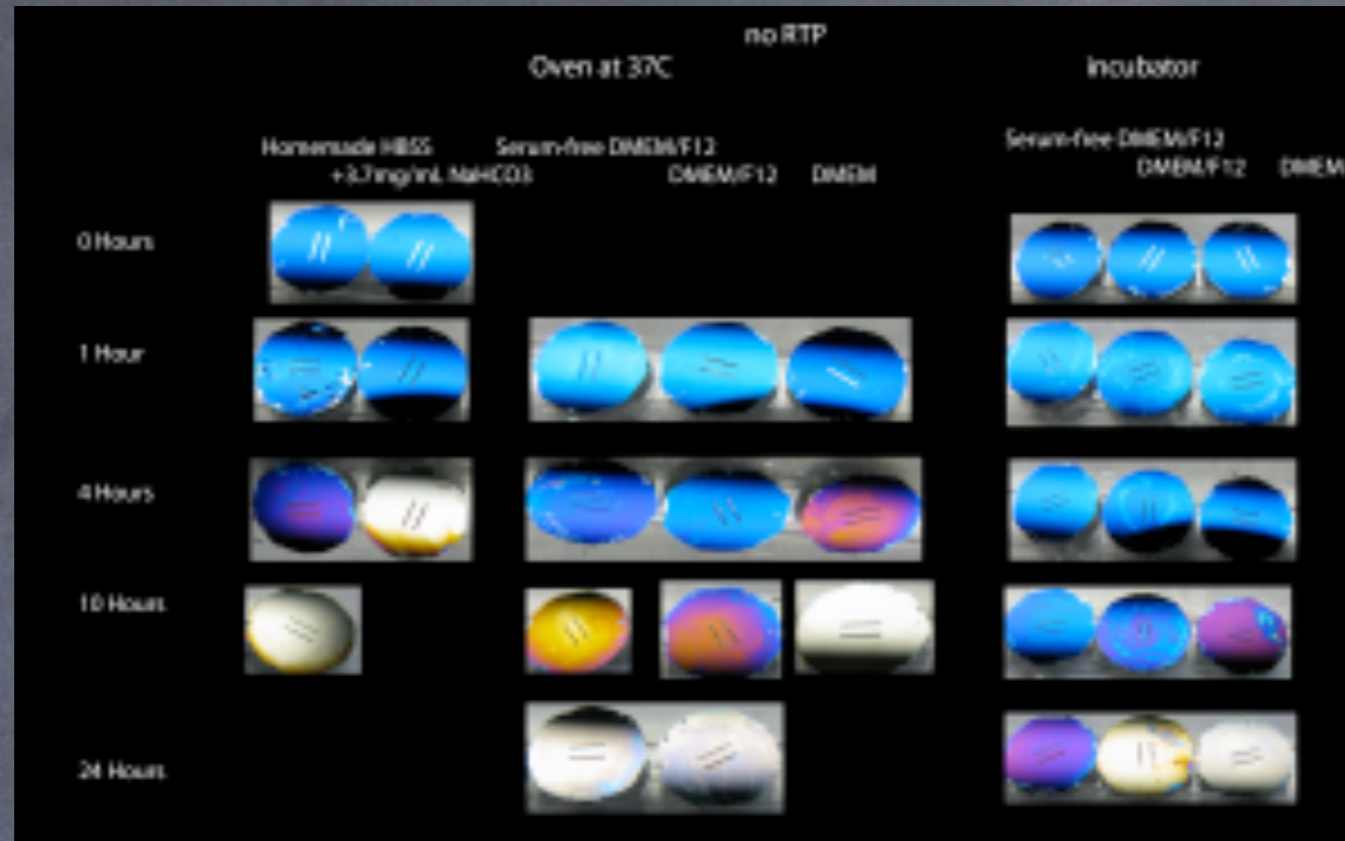 no RTP
Oven at 37C
incubator
Homemade HBSS
+3.7mg/mL NaHCO3
Serum-free DMEM/F12
DMEM/F12
DMEM
Serum-free DMEM/F12
DMEM/F12
DMEM
0 Hours
1 Hour
4 Hours
10 Hours
24 Hours